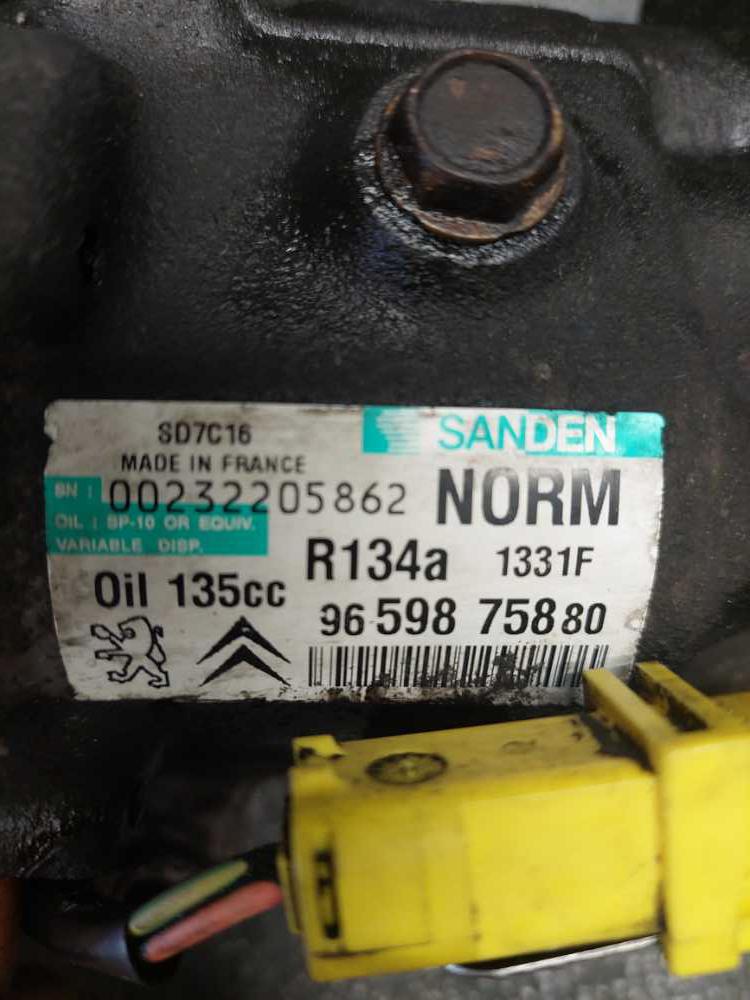 SD7C16
SANDEN
MADE IN FRANCE
SN : 00232205862 NORM
OIL : SP-10 OR EQUIV.
VARIABLE DISP.
R134a 1331F
Oil 135cc
96 598 758 80